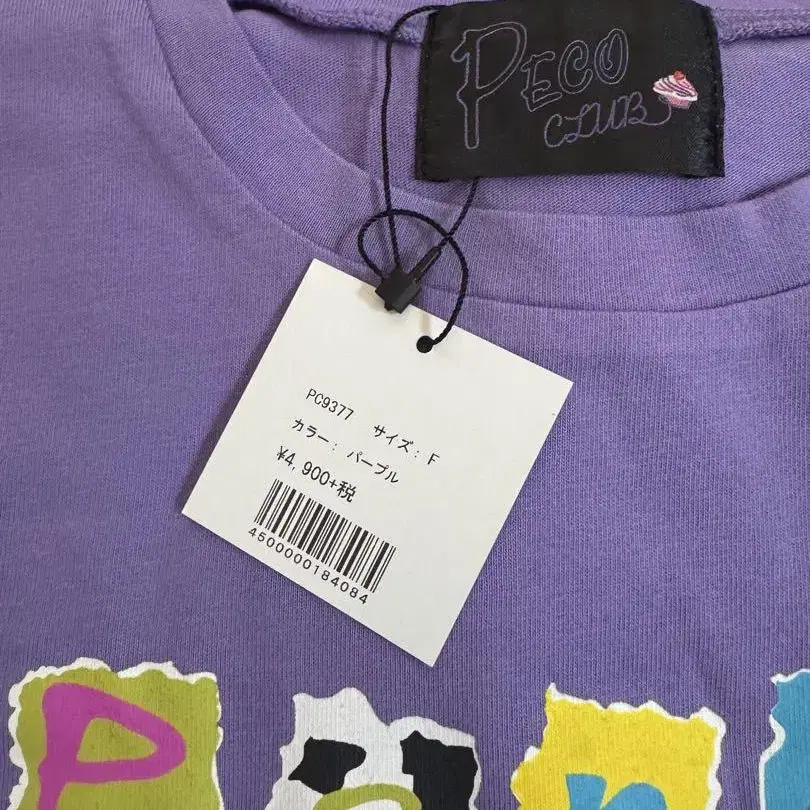 PECO
CLUB
PC9377 サイズ: F
カラー: パープル
¥4,900+税
4500000184084
P